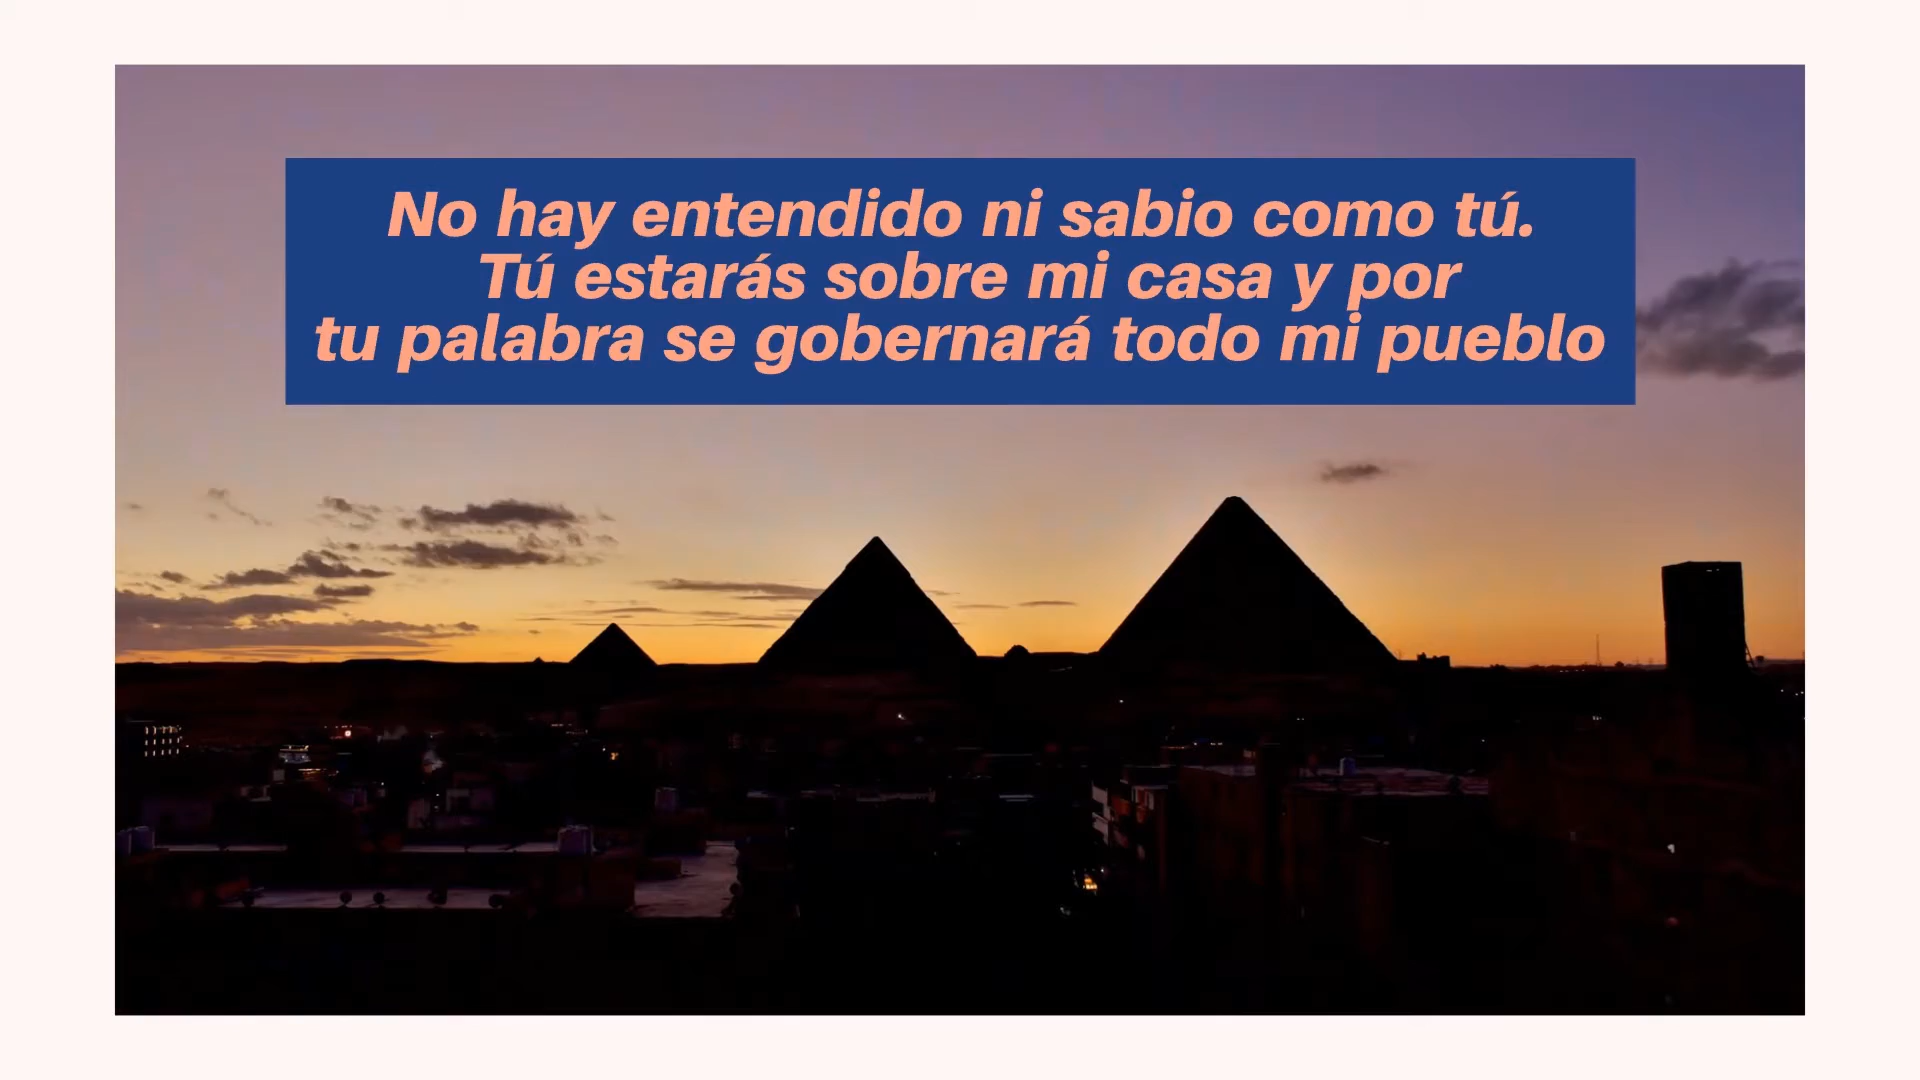 No hay entendido ni sabio como tú.
Tú estarás sobre mi casa y por
tu palabra se gobernará todo mi pueblo